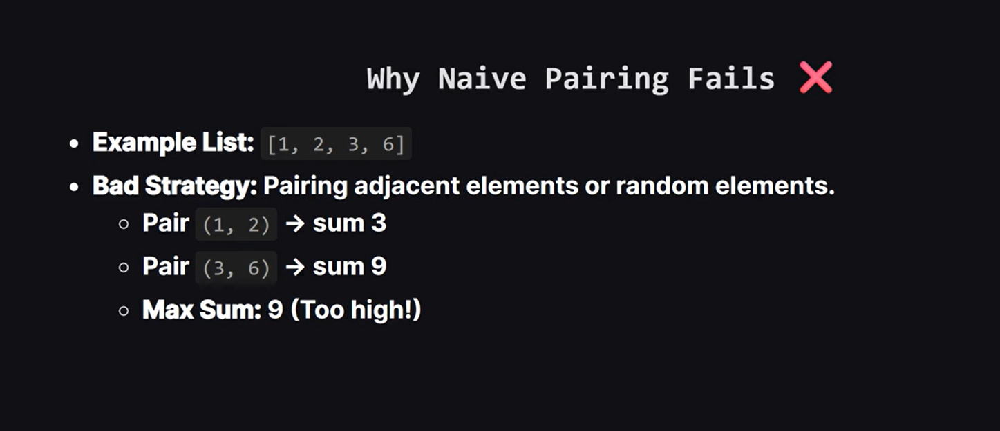 Why Naive Pairing Fails ❌
• Example List: [1, 2, 3, 6]
• Bad Strategy: Pairing adjacent elements or random elements.
○ Pair (1, 2) → sum 3
○ Pair (3, 6) → sum 9
○ Max Sum: 9 (Too high!)